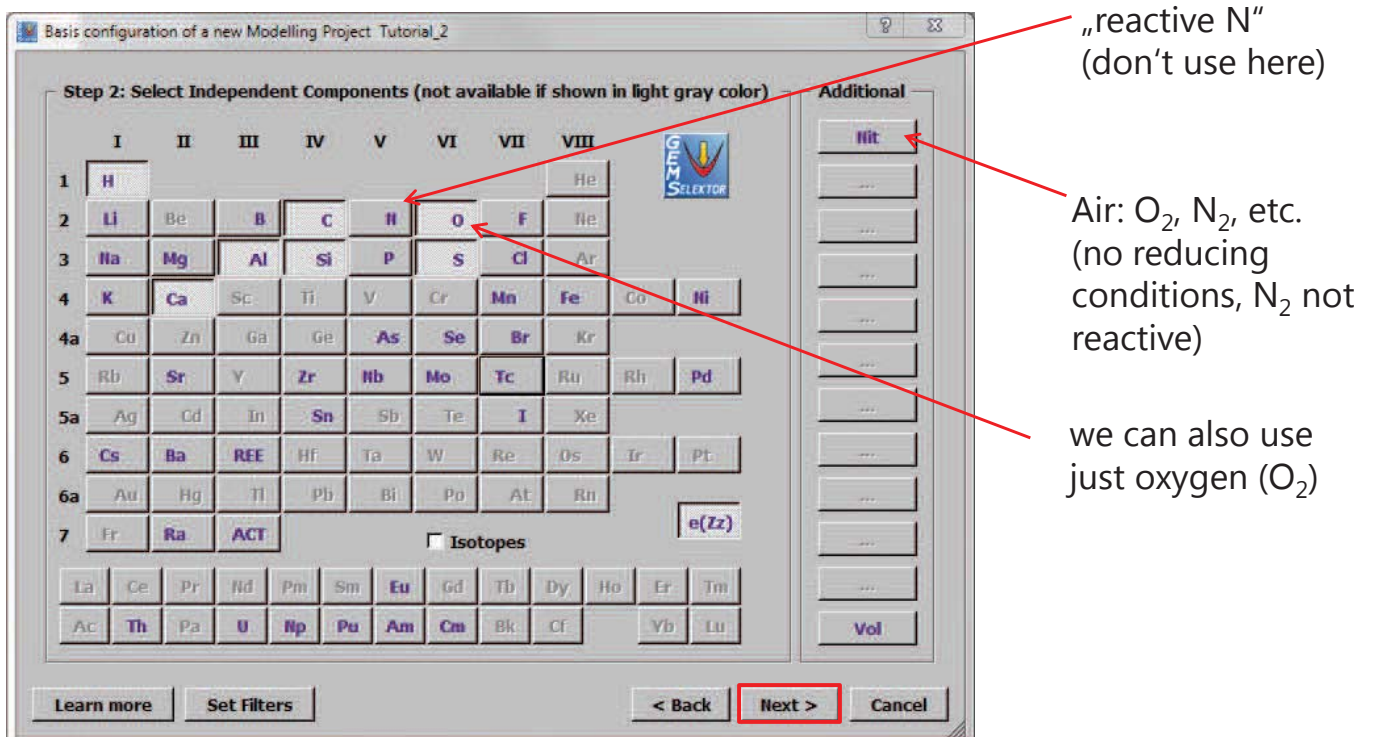 Basis configuration of a new Modelling Project Tutorial_2
Step 2: Select Independent Components (not available if shown in light gray color)
Additional
I II III IV V VI VII VIII
GEM
SELEKTOR
Nit
1 H He
...
2 Li Be B C N O F Ne
...
3 Na Mg Al Si P S Cl Ar
...
4 K Ca Sc Ti V Cr Mn Fe Co Ni
...
4a Cu Zn Ga Ge As Se Br Kr
...
5 Rb Sr Y Zr Nb Mo Tc Ru Rh Pd
...
5a Ag Cd In Sn Sb Te I Xe
...
6 Cs Ba REE Hf Ta W Re Os Ir Pt
...
6a Au Hg Tl Pb Bi Po At Rn
...
e(Zz)
7 Fr Ra ACT
Isotopes
...
La Ce Pr Nd Pm Sm Eu Gd Tb Dy Ho Er Tm
...
Ac Th Pa U Np Pu Am Cm Bk Cf Yb Lu
Vol
Learn more Set Filters < Back Next > Cancel
„reactive N“
(don‘t use here)
Air: O₂, N₂, etc.
(no reducing
conditions, N₂ not
reactive)
we can also use
just oxygen (O₂)